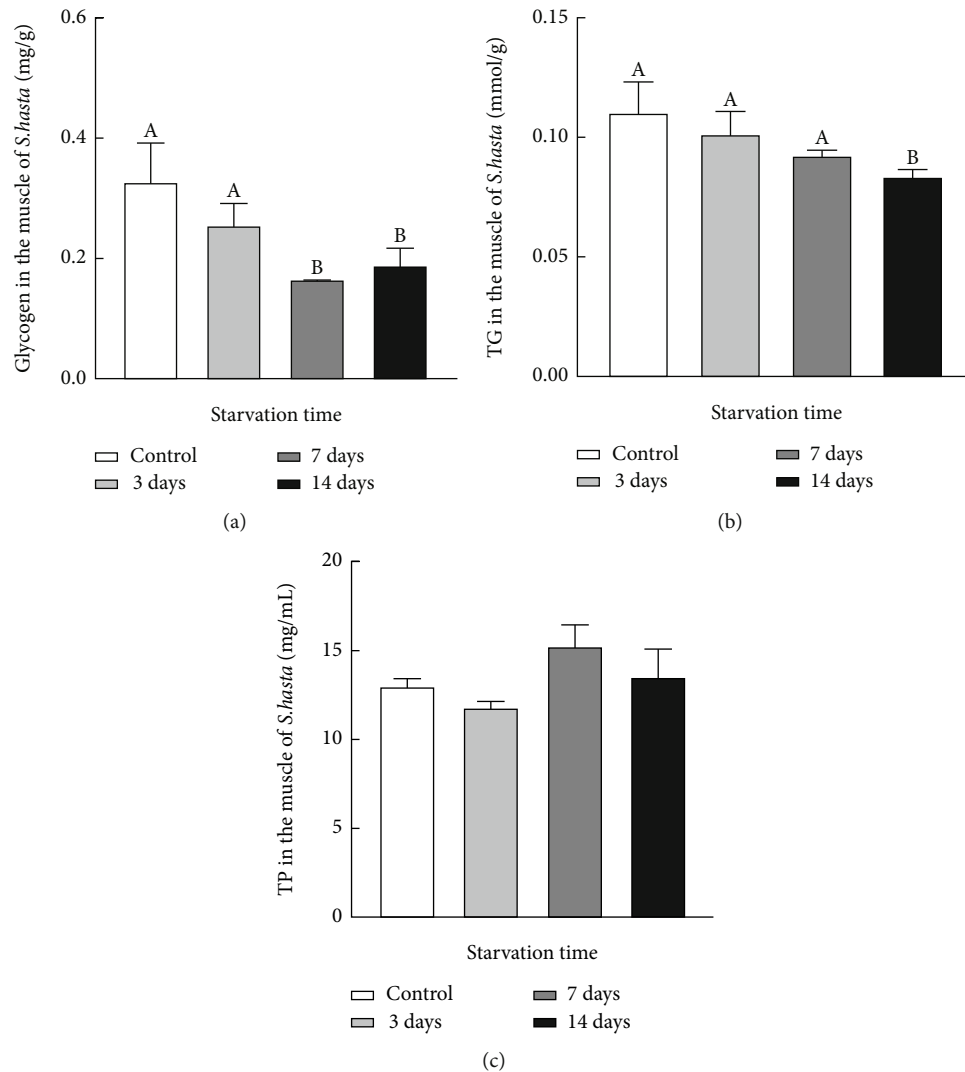 Glycogen in the muscle of S.hasta (mg/g)
0.6
0.4
0.2
0.0
A
A
B
B
Starvation time
Control
7 days
3 days
14 days
(a)
TG in the muscle of S.hasta (mmol/g)
0.15
0.10
0.05
0.00
A
A
A
B
Starvation time
Control
7 days
3 days
14 days
(b)
TP in the muscle of S.hasta (mg/mL)
20
15
10
5
0
Starvation time
Control
7 days
3 days
14 days
(c)